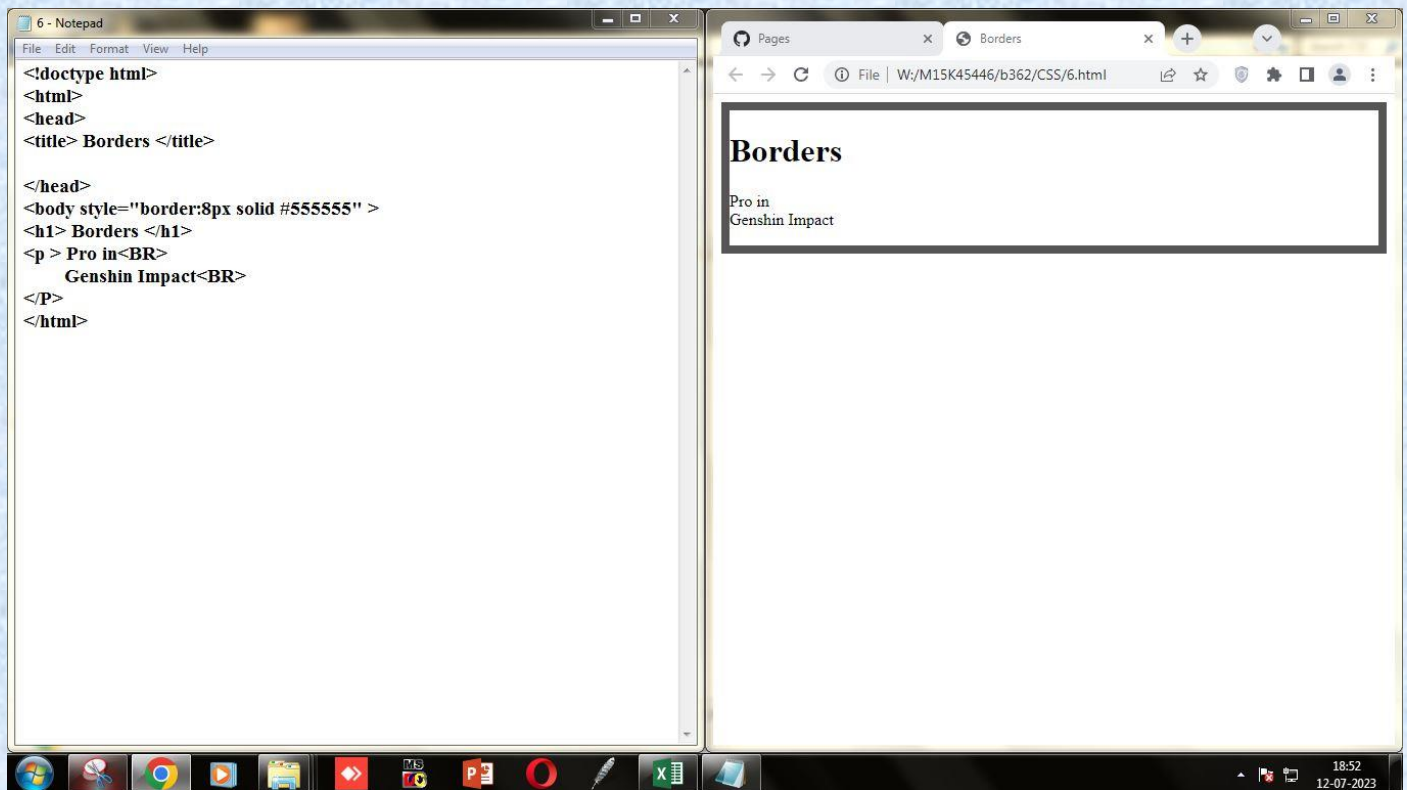 6 - Notepad
File Edit Format View Help
<!doctype html>
<html>
<head>
<title> Borders </title>
</head>
<body style="border:8px solid #555555" >
<h1> Borders </h1>
<p > Pro in<BR>
Genshin Impact<BR>
</P>
</html>
Pages
Borders
File | W:/M15K45446/b362/CSS/6.html
Borders
Pro in
Genshin Impact
MS
18:52
12-07-2023